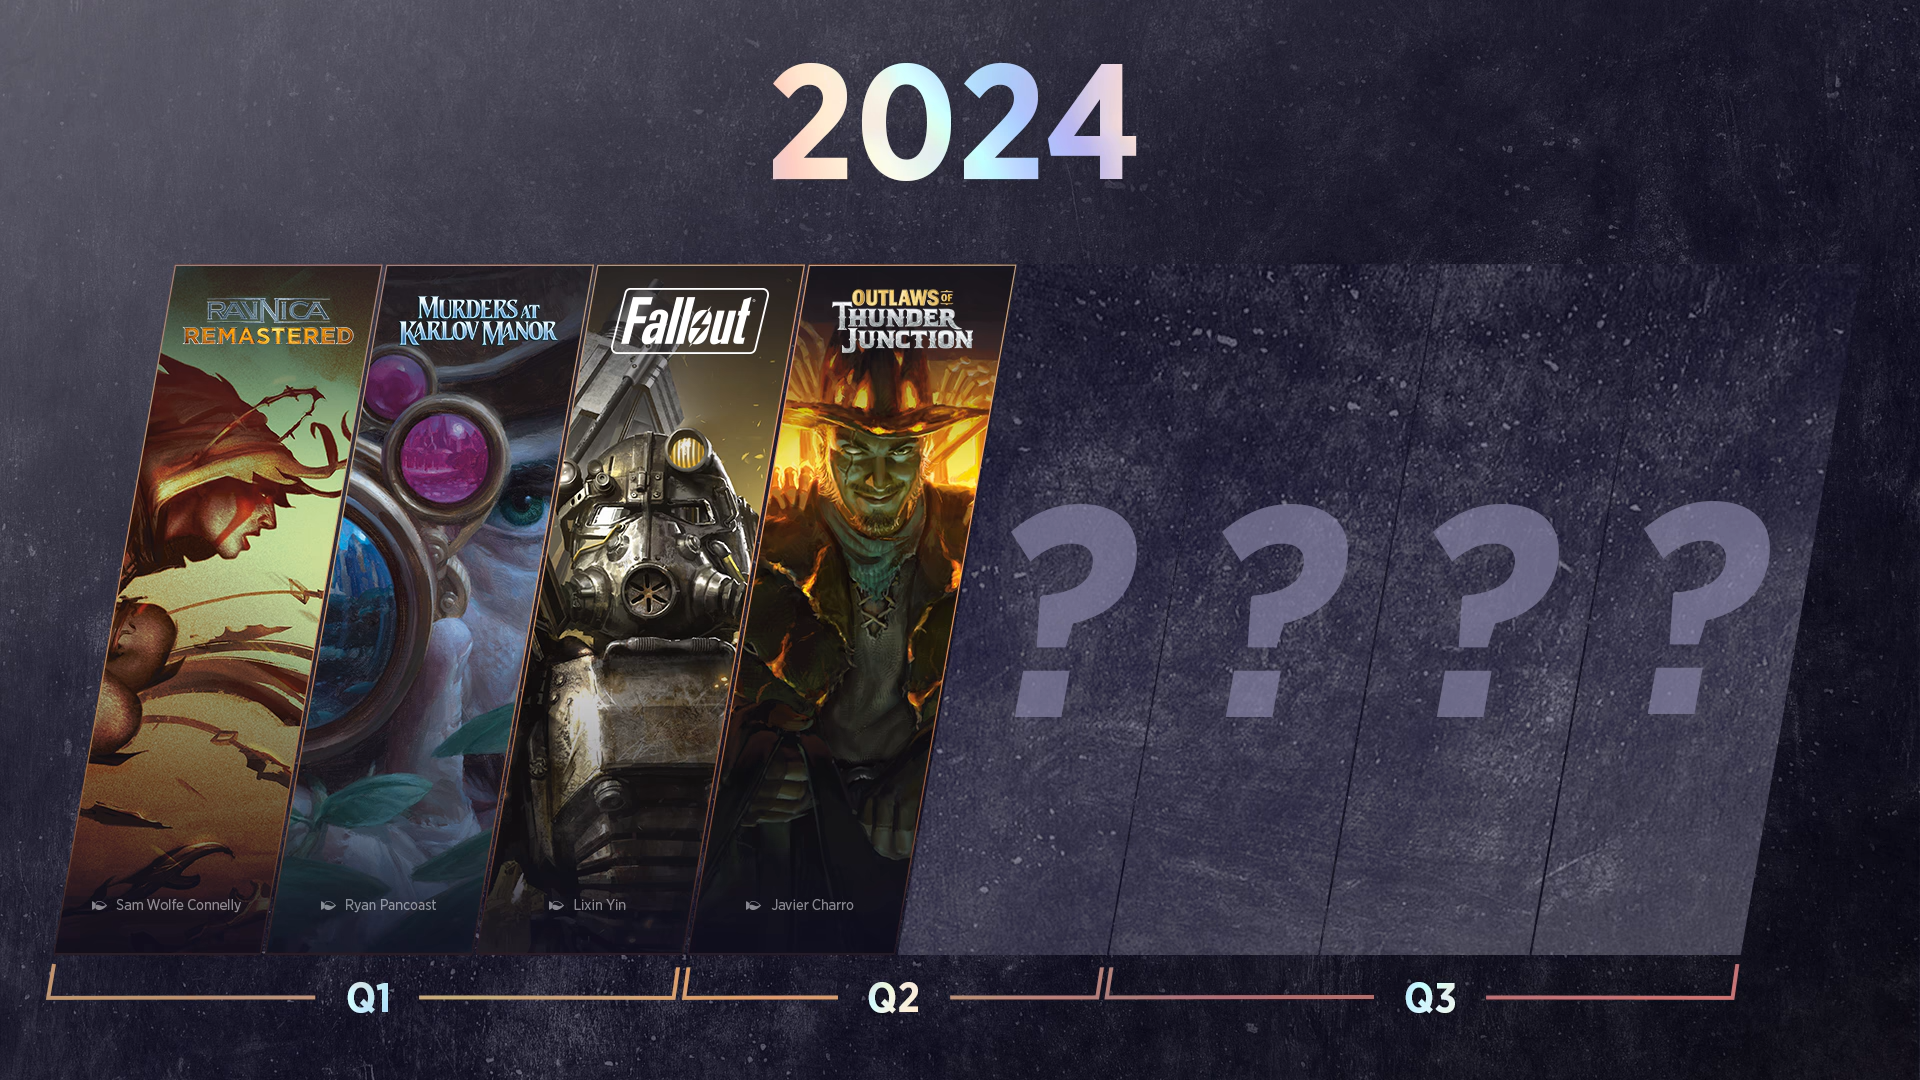 2024
RAVNICA
REMASTERED
MURDERS AT
KARLOV MANOR
Fallout
OUTLAWS OF
THUNDER
JUNCTION
? ? ? ?
Sam Wolfe Connelly
Ryan Pancoast
Lixin Yin
Javier Charro
Q1
Q2
Q3